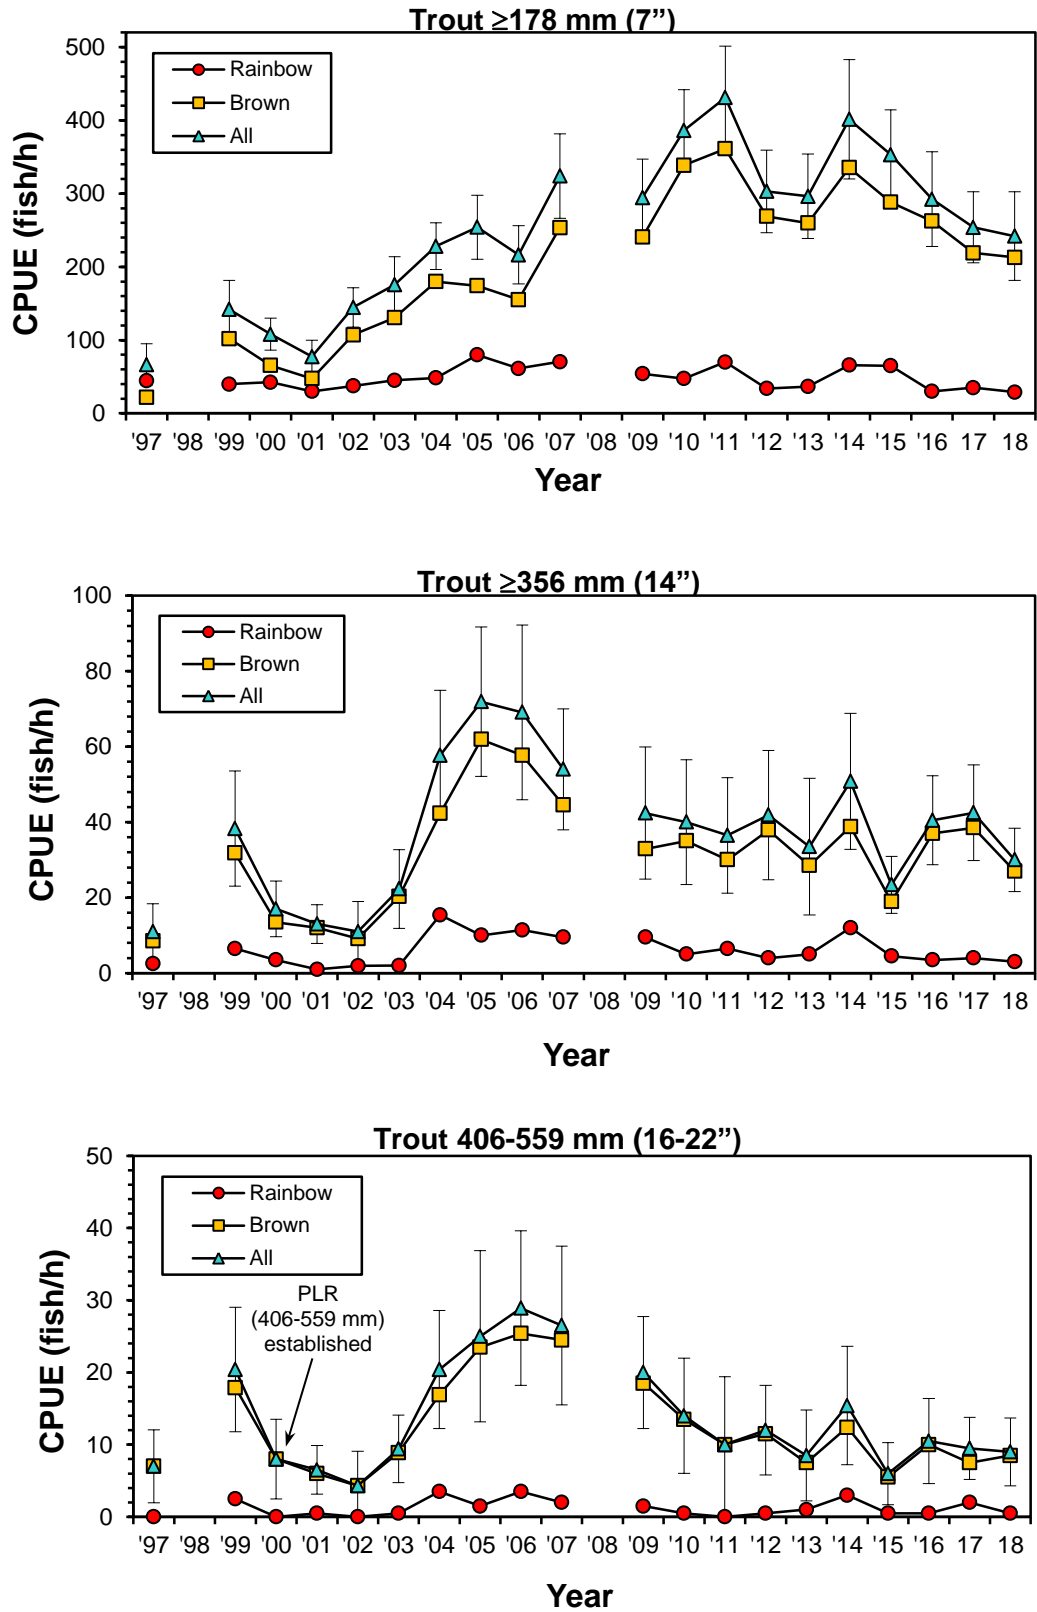 Trout ≥178 mm (7”)
500
400
300
200
100
0
CPUE (fish/h)
Rainbow
Brown
All
'97 '98 '99 '00 '01 '02 '03 '04 '05 '06 '07 '08 '09 '10 '11 '12 '13 '14 '15 '16 17 18
Year
Trout ≥356 mm (14”)
100
80
60
40
20
0
CPUE (fish/h)
Rainbow
Brown
All
'97 '98 '99 '00 '01 '02 '03 '04 '05 '06 '07 '08 '09 '10 '11 '12 '13 '14 '15 '16 '17 18
Year
Trout 406-559 mm (16-22”)
50
40
30
20
10
0
CPUE (fish/h)
Rainbow
Brown
All
PLR
(406-559 mm)
established
'97 '98 '99 '00 '01 '02 '03 '04 '05 '06 '07 '08 '09 '10 '11 '12 '13 '14 '15 '16 17 18
Year